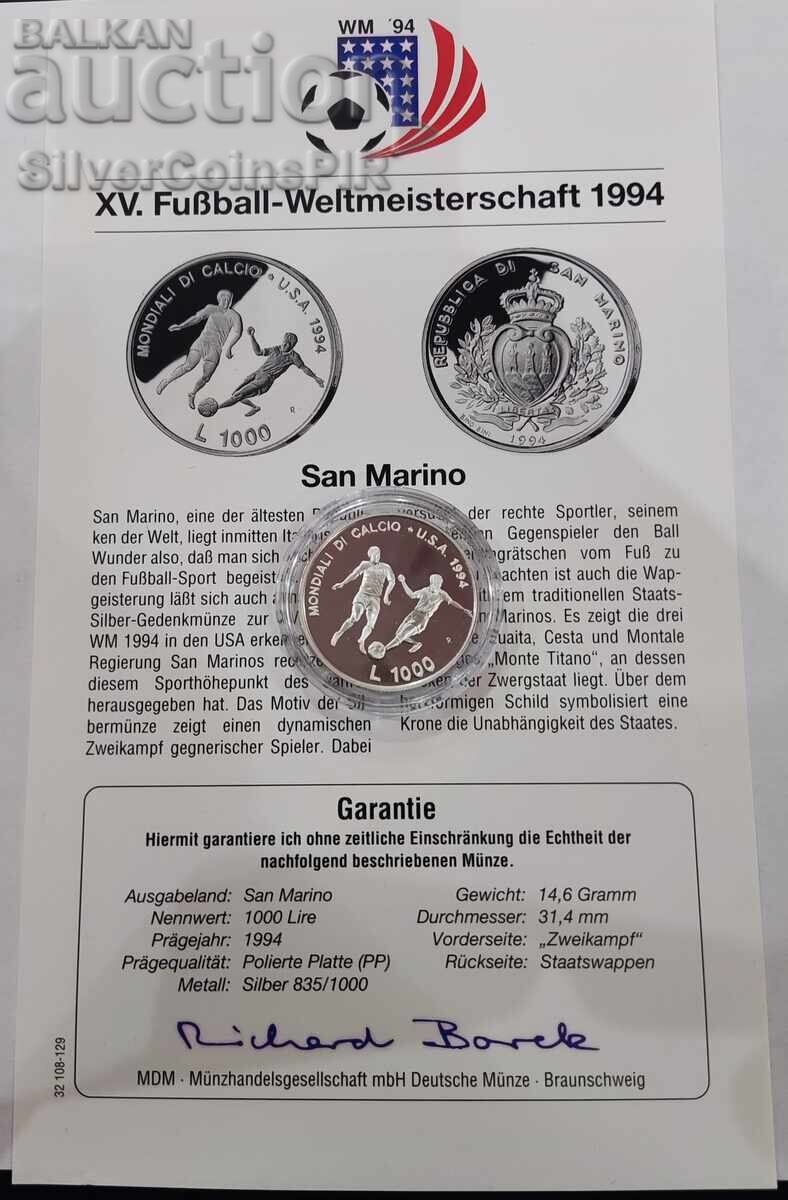 BALKAN
auction
SilverCoinsPIR
WM '94
XV. Fußball-Weltmeisterschaft 1994
MONDIALI DI CALCIO • U.S.A. 1994
R
L 1000
REPUBBLICA DI SAN MARINO
LIBERTAS
BINO BINI
1994
San Marino
San Marino, eine der ältesten
ken der Welt, liegt inmitten
Wunder also, daß man sich
den Fußball-Sport
geisterung läßt sich auch
Silber-Gedenkmünze zur
WM 1994 in den USA
Regierung San Marinos
diesem Sporthöhepunkt des
herausgegeben hat. Das Motiv der
bermünze zeigt einen dynamischen
Zweikampf gegnerischer Spieler. Dabei
der rechte Sportler, seinem
Gegenspieler den Ball
vom Fuß zu
ist auch die Wap-
traditionellen Staats-
Marinos. Es zeigt die drei
Guaita, Cesta und Montale
„Monte Titano“, an dessen
der Zwergstaat liegt. Über dem
Schild symbolisiert eine
Krone die Unabhängigkeit des Staates.
MONDIALI DI CALCIO • U.S.A. 1994
R
L 1000
Garantie
Hiermit garantiere ich ohne zeitliche Einschränkung die Echtheit der
nachfolgend beschriebenen Münze.
Ausgabeland: San Marino
Nennwert: 1000 Lire
Prägejahr: 1994
Prägequalität: Polierte Platte (PP)
Metall: Silber 835/1000
Gewicht: 14,6 Gramm
Durchmesser: 31,4 mm
Vorderseite: „Zweikampf“
Rückseite: Staatswappen
Richard Borek
MDM · Münzhandelsgesellschaft mbH Deutsche Münze · Braunschweig
32 108-129